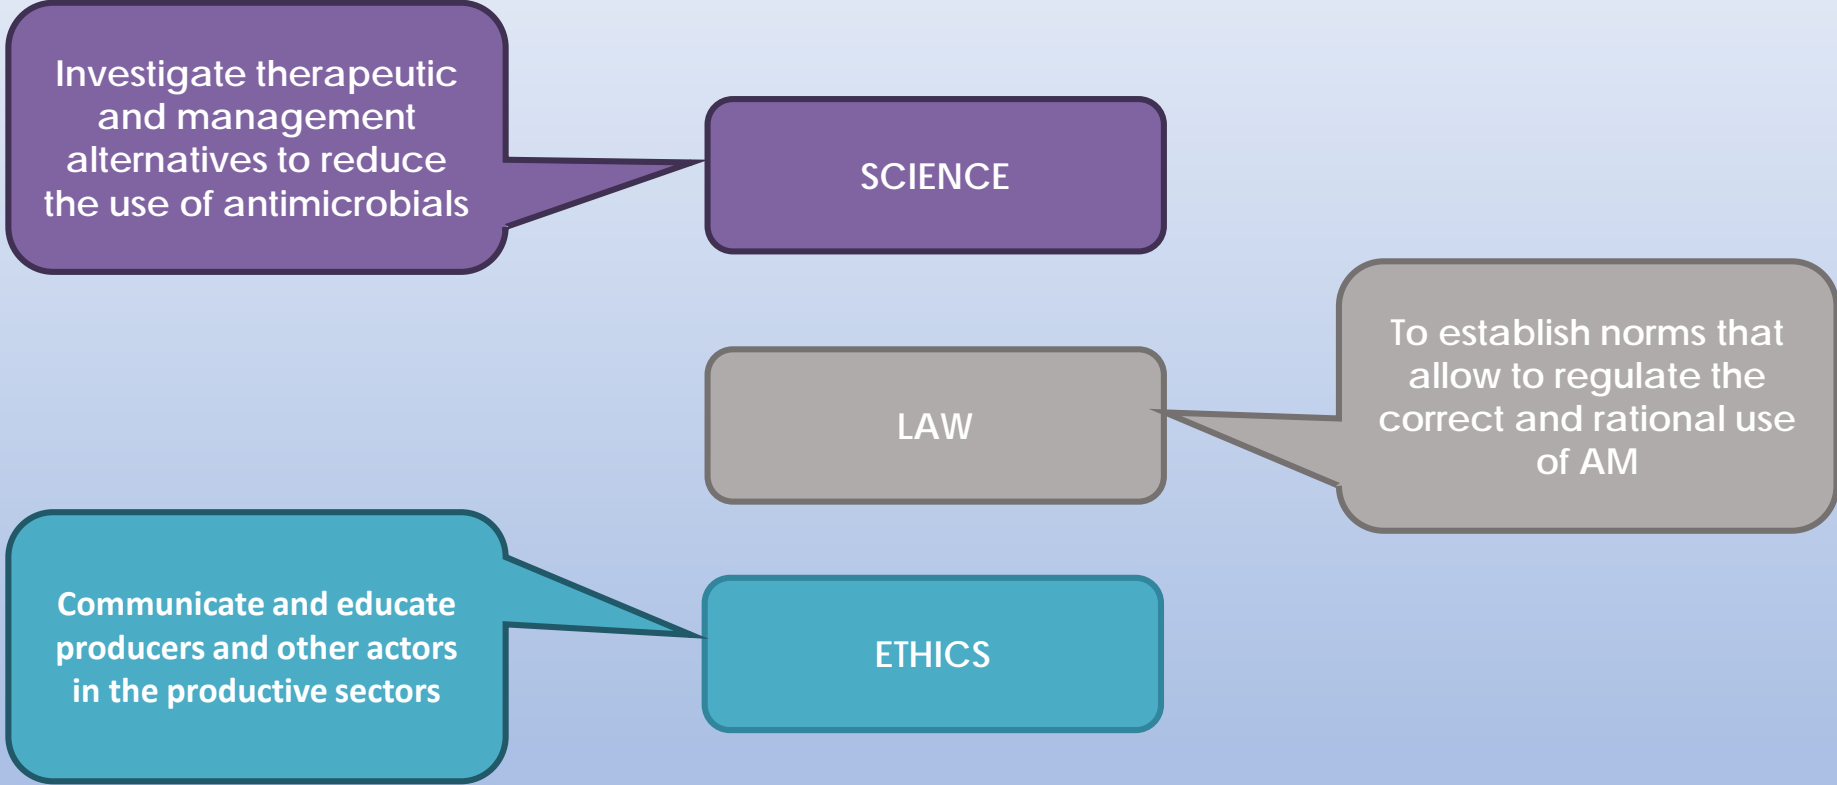 Investigate therapeutic
and management
alternatives to reduce
the use of antimicrobials
SCIENCE
To establish norms that
allow to regulate the
correct and rational use
of AM
LAW
Communicate and educate
producers and other actors
in the productive sectors
ETHICS